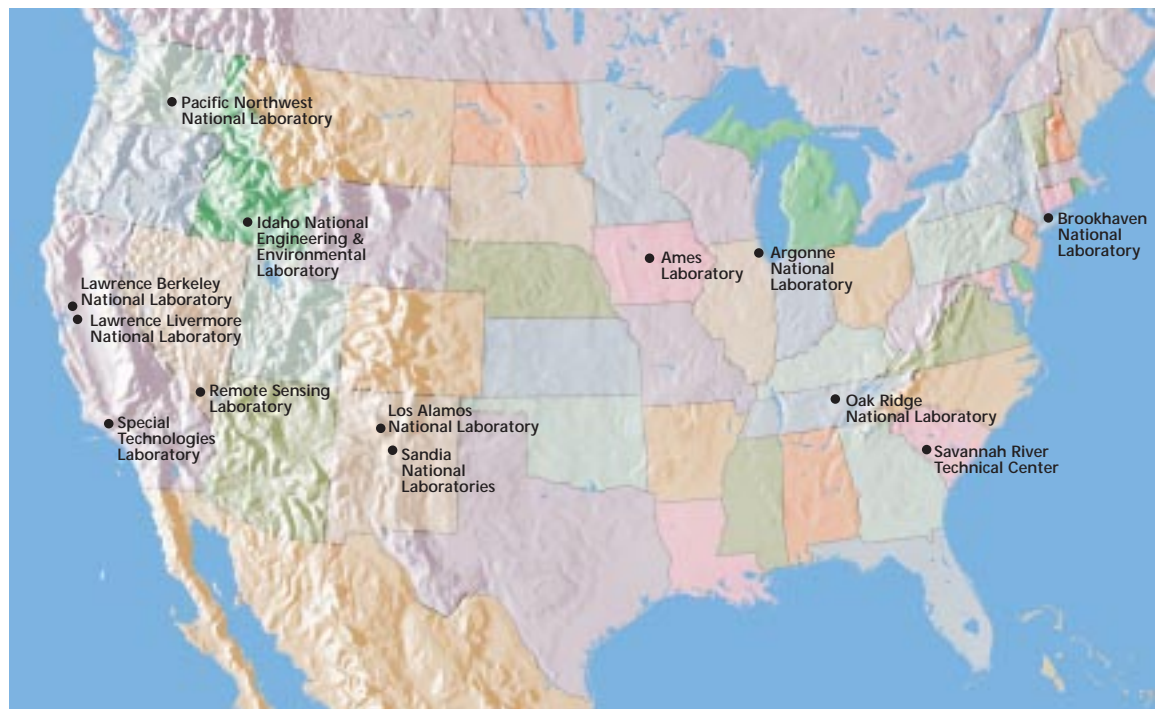 Pacific Northwest
National Laboratory
Idaho National
Engineering &
Environmental
Laboratory
Lawrence Berkeley
National Laboratory
Lawrence Livermore
National Laboratory
Remote Sensing
Laboratory
Special
Technologies
Laboratory
Los Alamos
National Laboratory
Sandia
National
Laboratories
Ames
Laboratory
Argonne
National
Laboratory
Brookhaven
National
Laboratory
Oak Ridge
National Laboratory
Savannah River
Technical Center